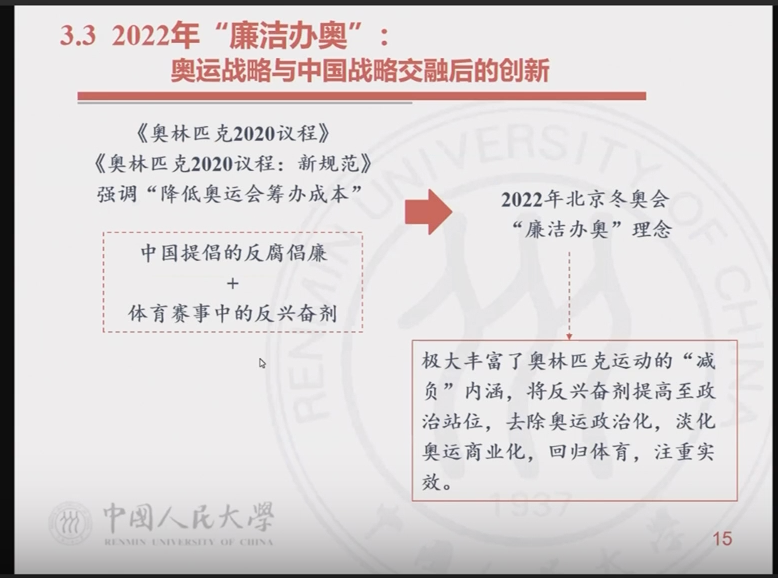 3.3 2022年“廉洁办奥”：
奥运战略与中国战略交融后的创新
《奥林匹克2020议程》
《奥林匹克2020议程：新规范》
强调“降低奥运会筹办成本”
中国提倡的反腐倡廉
+
体育赛事中的反兴奋剂
2022年北京冬奥会
“廉洁办奥”理念
极大丰富了奥林匹克运动的“减
负”内涵，将反兴奋剂提高至政
治站位，去除奥运政治化，淡化
奥运商业化，回归体育，注重实
效。
中國人民大學
RENMIN UNIVERSITY OF CHINA
RENMIN UNIVERSITY OF CHINA
1937
15